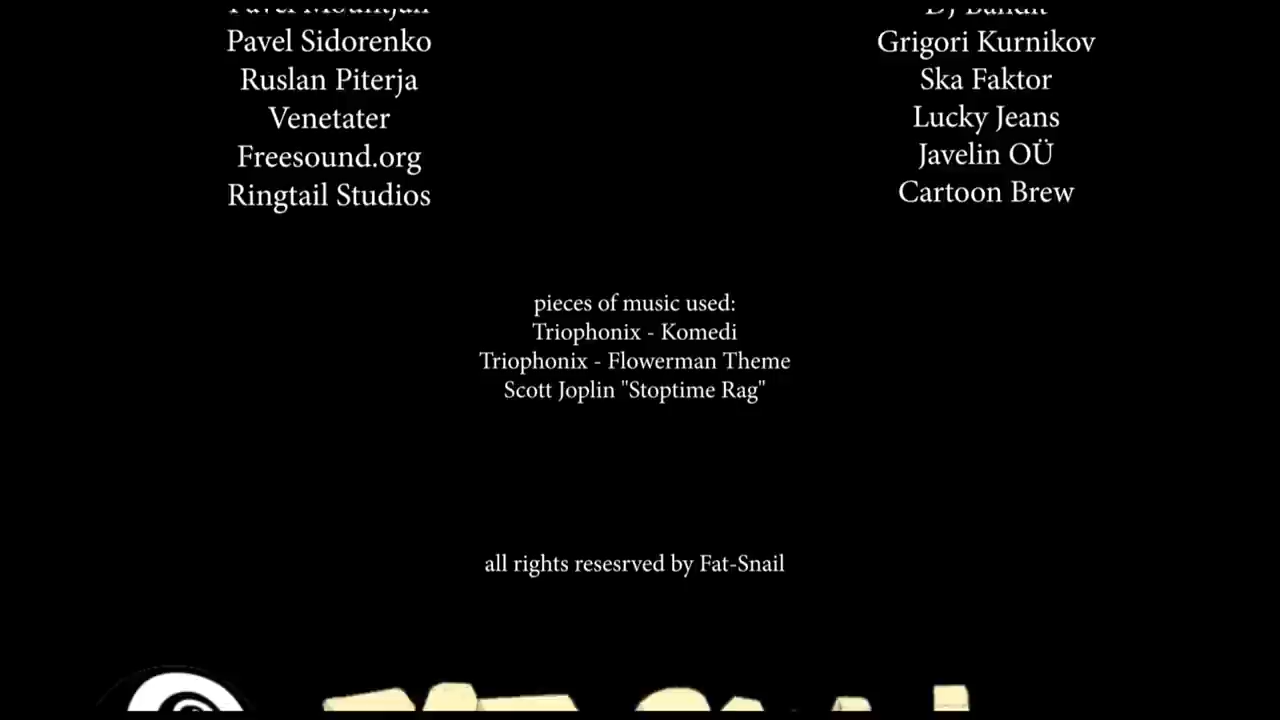 Pavel Sidorenko
Ruslan Piterja
Venetater
Freesound.org
Ringtail Studios
Grigori Kurnikov
Ska Faktor
Lucky Jeans
Javelin OÜ
Cartoon Brew
pieces of music used:
Triophonix - Komedi
Triophonix - Flowerman Theme
Scott Joplin "Stoptime Rag"
all rights resesrved by Fat-Snail